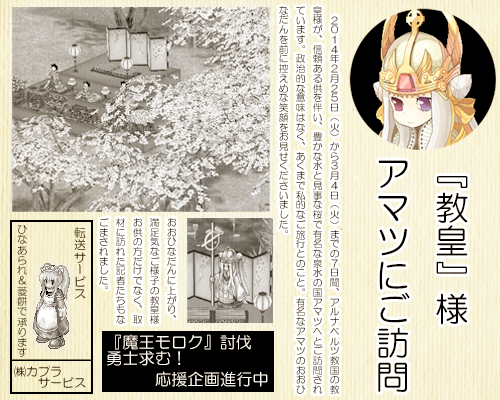 『教皇』様
アマツにご訪問
２０１４年２月２５日（火）から３月４日（火）までの７日間、アルナベルツ教国の教
皇様が、信頼ある供を伴い、豊かな水と見事な桜で有名な泉水の国アマツへとご訪問され
ています。政治的な意味はなく、あくまで私的なご旅行とのこと。有名なアマツのおおひ
なだんを前に控えめな笑顔をお見せくださいました。
おおひなだんに上がり、
満足気なご様子の教皇様
お供の方だけでなく、取
材に訪れた記者たちもな
ごまされました。
『魔王モロク』討伐
勇士求む！
応援企画進行中
転送サービス
ひなあられ＆菱餅で承ります
㈱カプラ
サービス